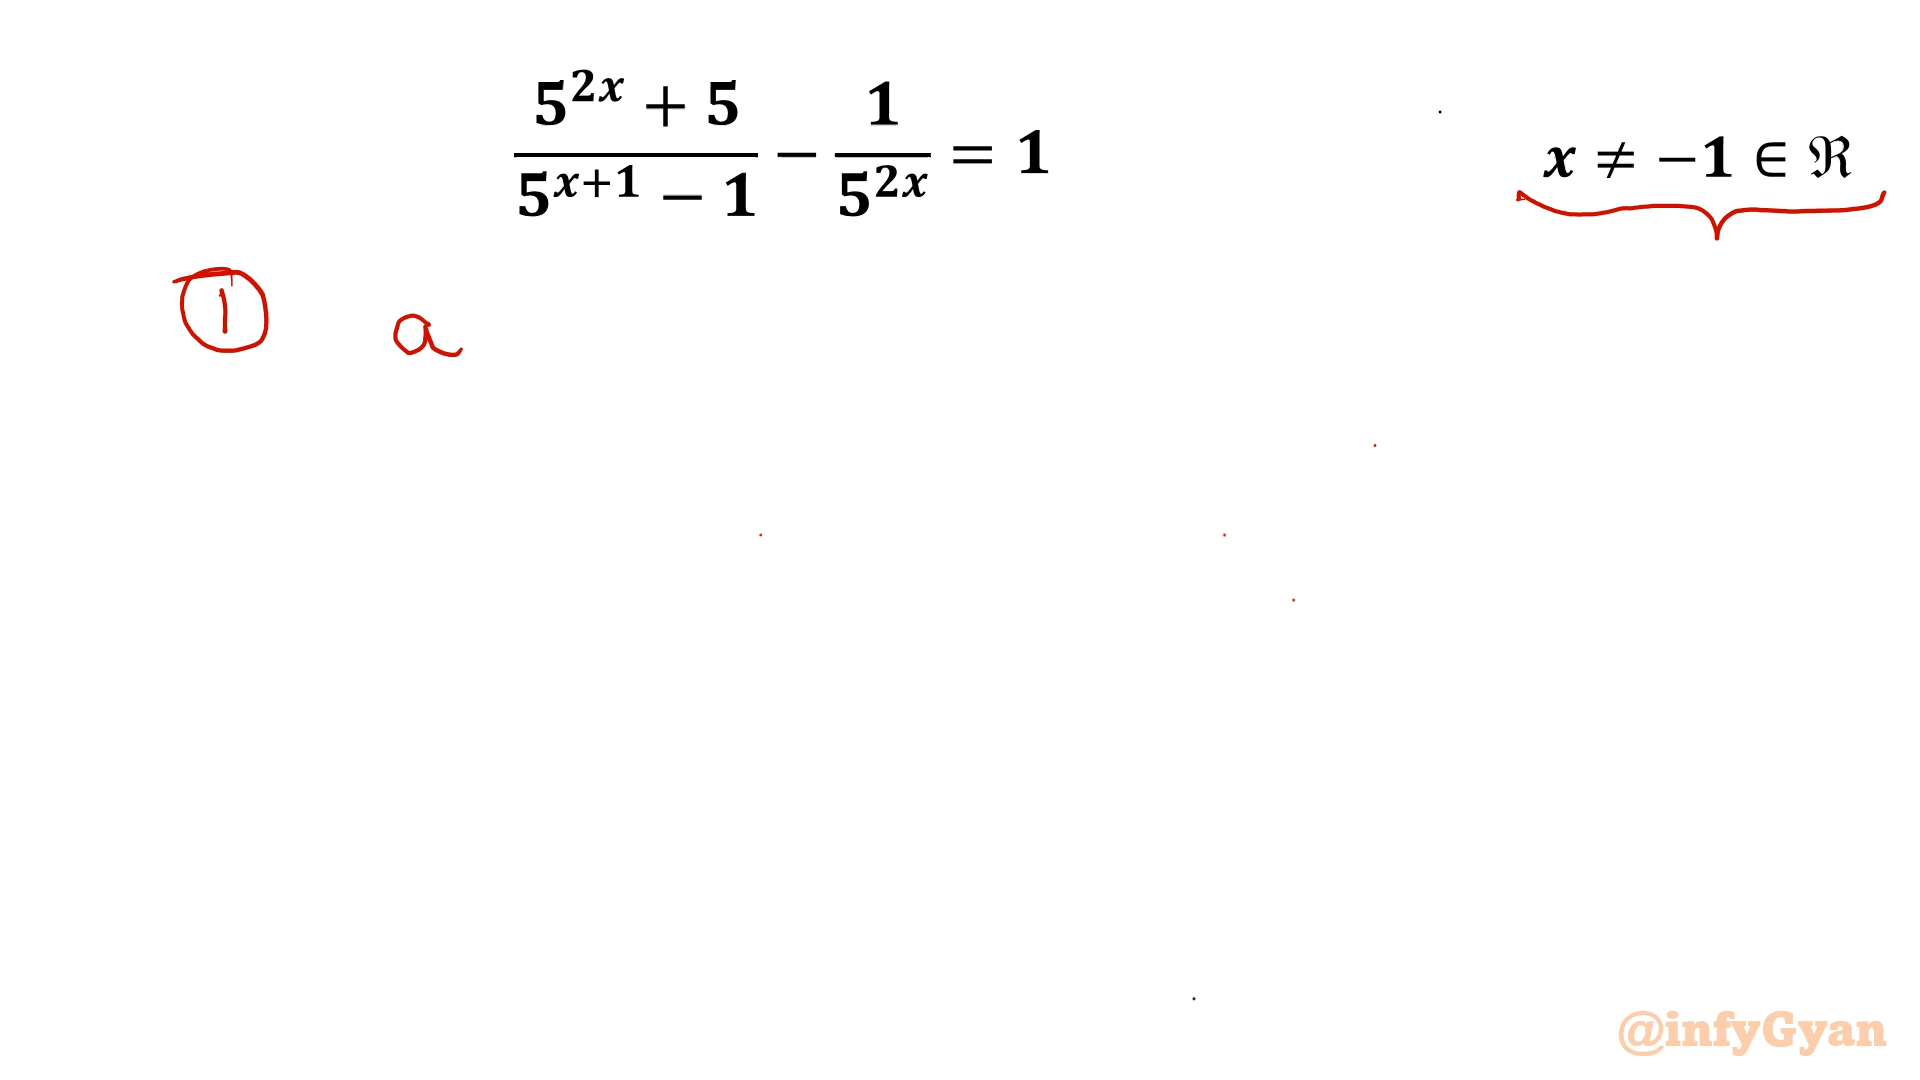 (5^{2x} + 5)/(5^{x+1} − 1) − 1/5^{2x} = 1
x ≠ −1 ∈ ℜ
① a
@infyGyan